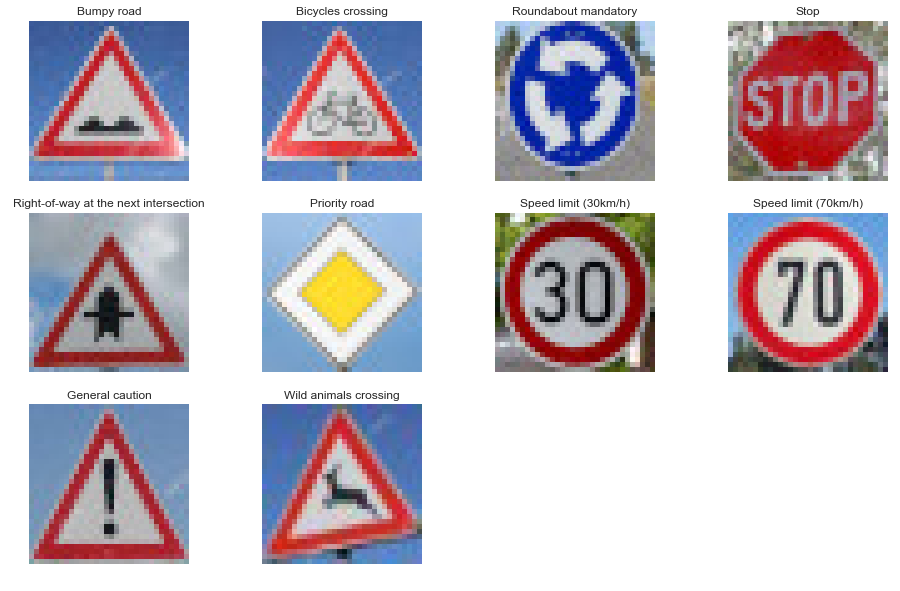 Bumpy road
Bicycles crossing
Roundabout mandatory
Stop
STOP
Right-of-way at the next intersection
Priority road
Speed limit (30km/h)
Speed limit (70km/h)
30
70
General caution
Wild animals crossing